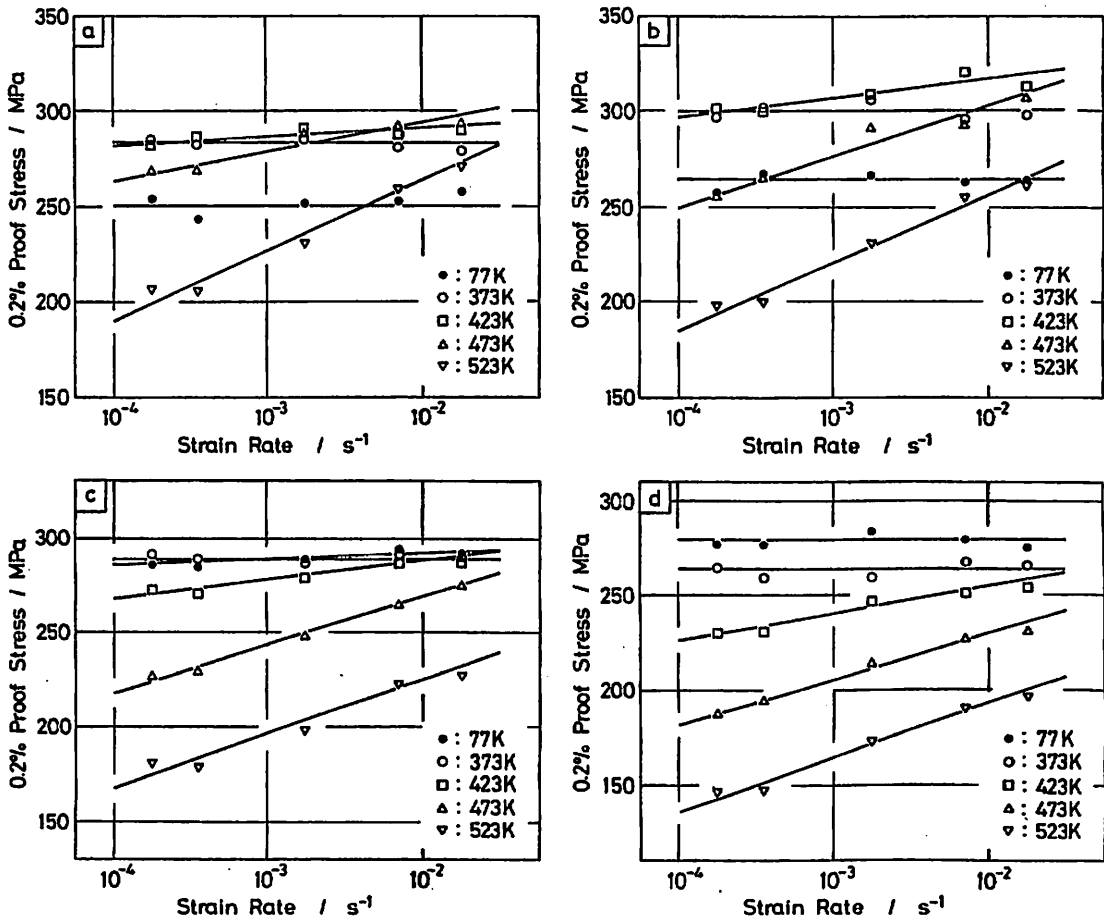 a
0.2% Proof Stress / MPa
350
300
250
200
150
10⁻⁴ 10⁻³ 10⁻²
Strain Rate / s⁻¹
● : 77K
○ : 373K
□ : 423K
△ : 473K
▽ : 523K
b
0.2% Proof Stress / MPa
350
300
250
200
150
10⁻⁴ 10⁻³ 10⁻²
Strain Rate / s⁻¹
● : 77K
○ : 373K
□ : 423K
△ : 473K
▽ : 523K
c
0.2% Proof Stress / MPa
300
250
200
150
10⁻⁴ 10⁻³ 10⁻²
Strain Rate / s⁻¹
● : 77K
○ : 373K
□ : 423K
△ : 473K
▽ : 523K
d
0.2% Proof Stress / MPa
300
250
200
150
10⁻⁴ 10⁻³ 10⁻²
Strain Rate / s⁻¹
● : 77K
○ : 373K
□ : 423K
△ : 473K
▽ : 523K